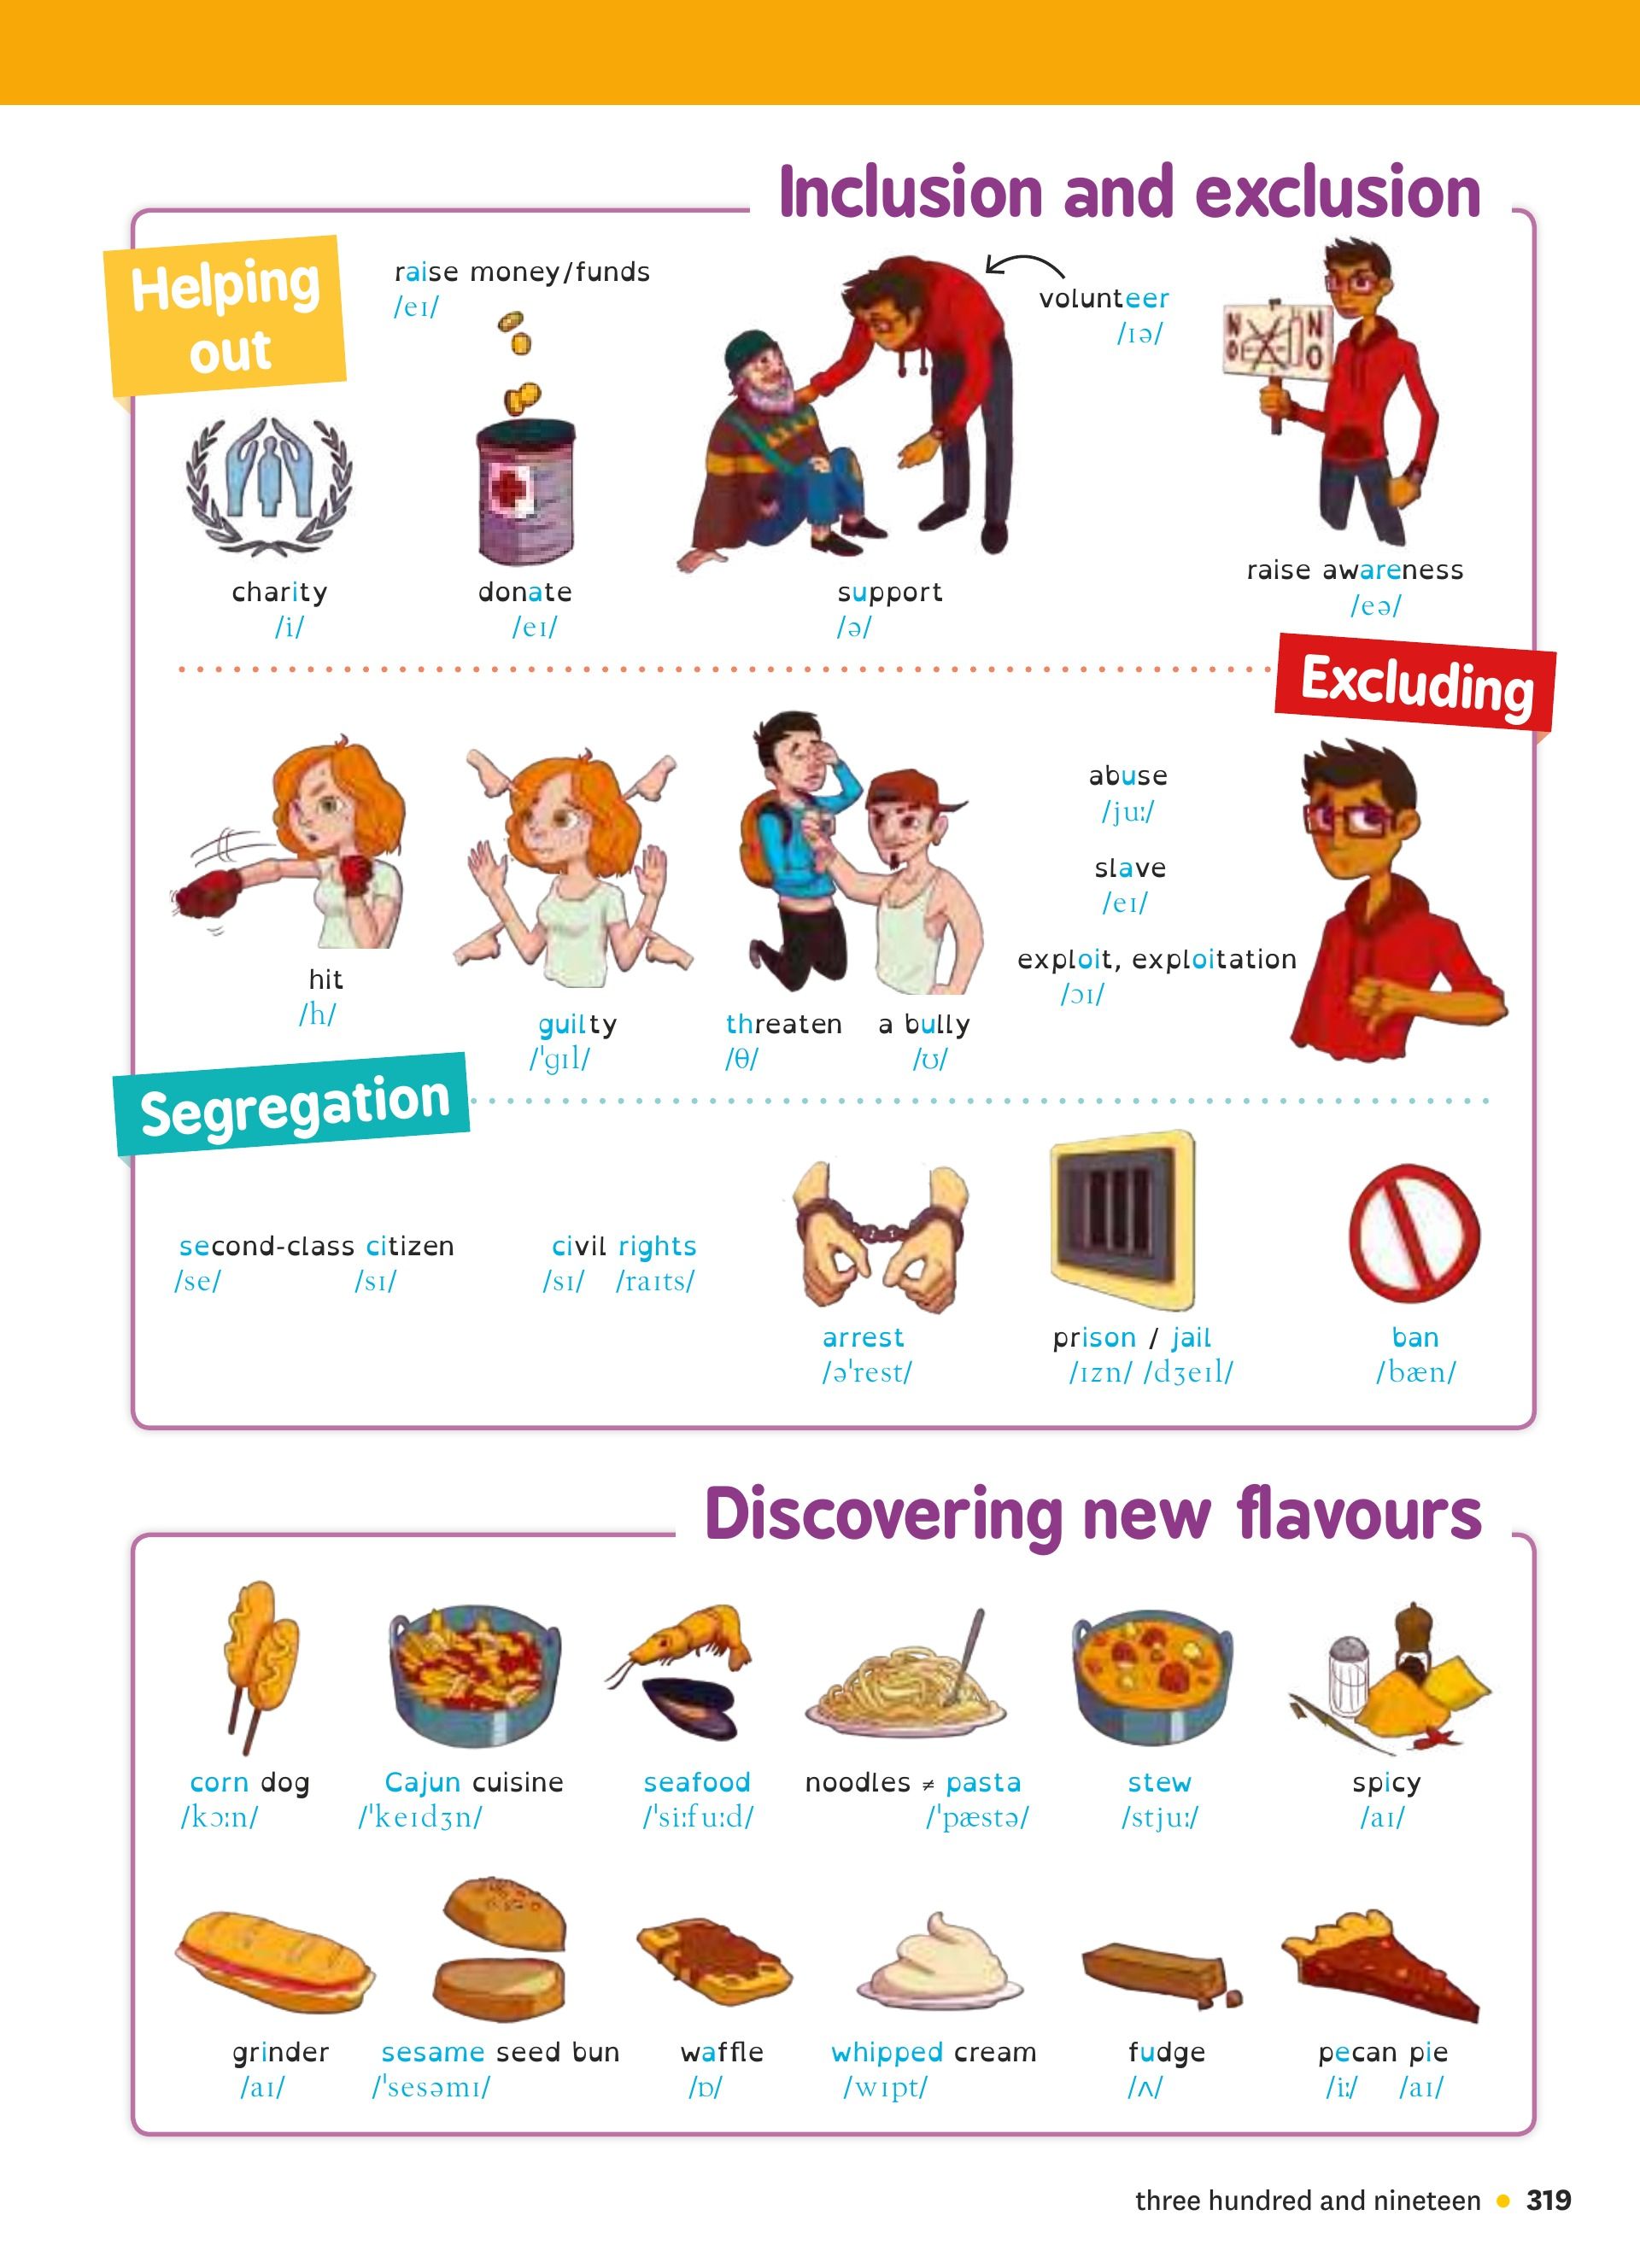 Inclusion and exclusion
Helping
out
raise money/funds
/eɪ/
volunteer
/ɪə/
N N
O O
charity
/i/
donate
/eɪ/
support
/ə/
raise awareness
/eə/
Excluding
hit
/h/
guilty
/ˈgɪl/
threaten
/θ/
a bully
/ʊ/
abuse
/juː/
slave
/eɪ/
exploit, exploitation
/ɔɪ/
Segregation
second-class citizen
/se/ /sɪ/
civil rights
/sɪ/ /raɪts/
arrest
/əˈrest/
prison / jail
/ɪzn/ /dʒeɪl/
ban
/bæn/
Discovering new flavours
corn dog
/kɔːn/
Cajun cuisine
/ˈkeɪdʒn/
seafood
/ˈsiːfuːd/
noodles ≠ pasta
/ˈpæstə/
stew
/stjuː/
spicy
/aɪ/
grinder
/aɪ/
sesame seed bun
/ˈsesəmɪ/
waffle
/ɒ/
whipped cream
/wɪpt/
fudge
/ʌ/
pecan pie
/iː/ /aɪ/
three hundred and nineteen • 319